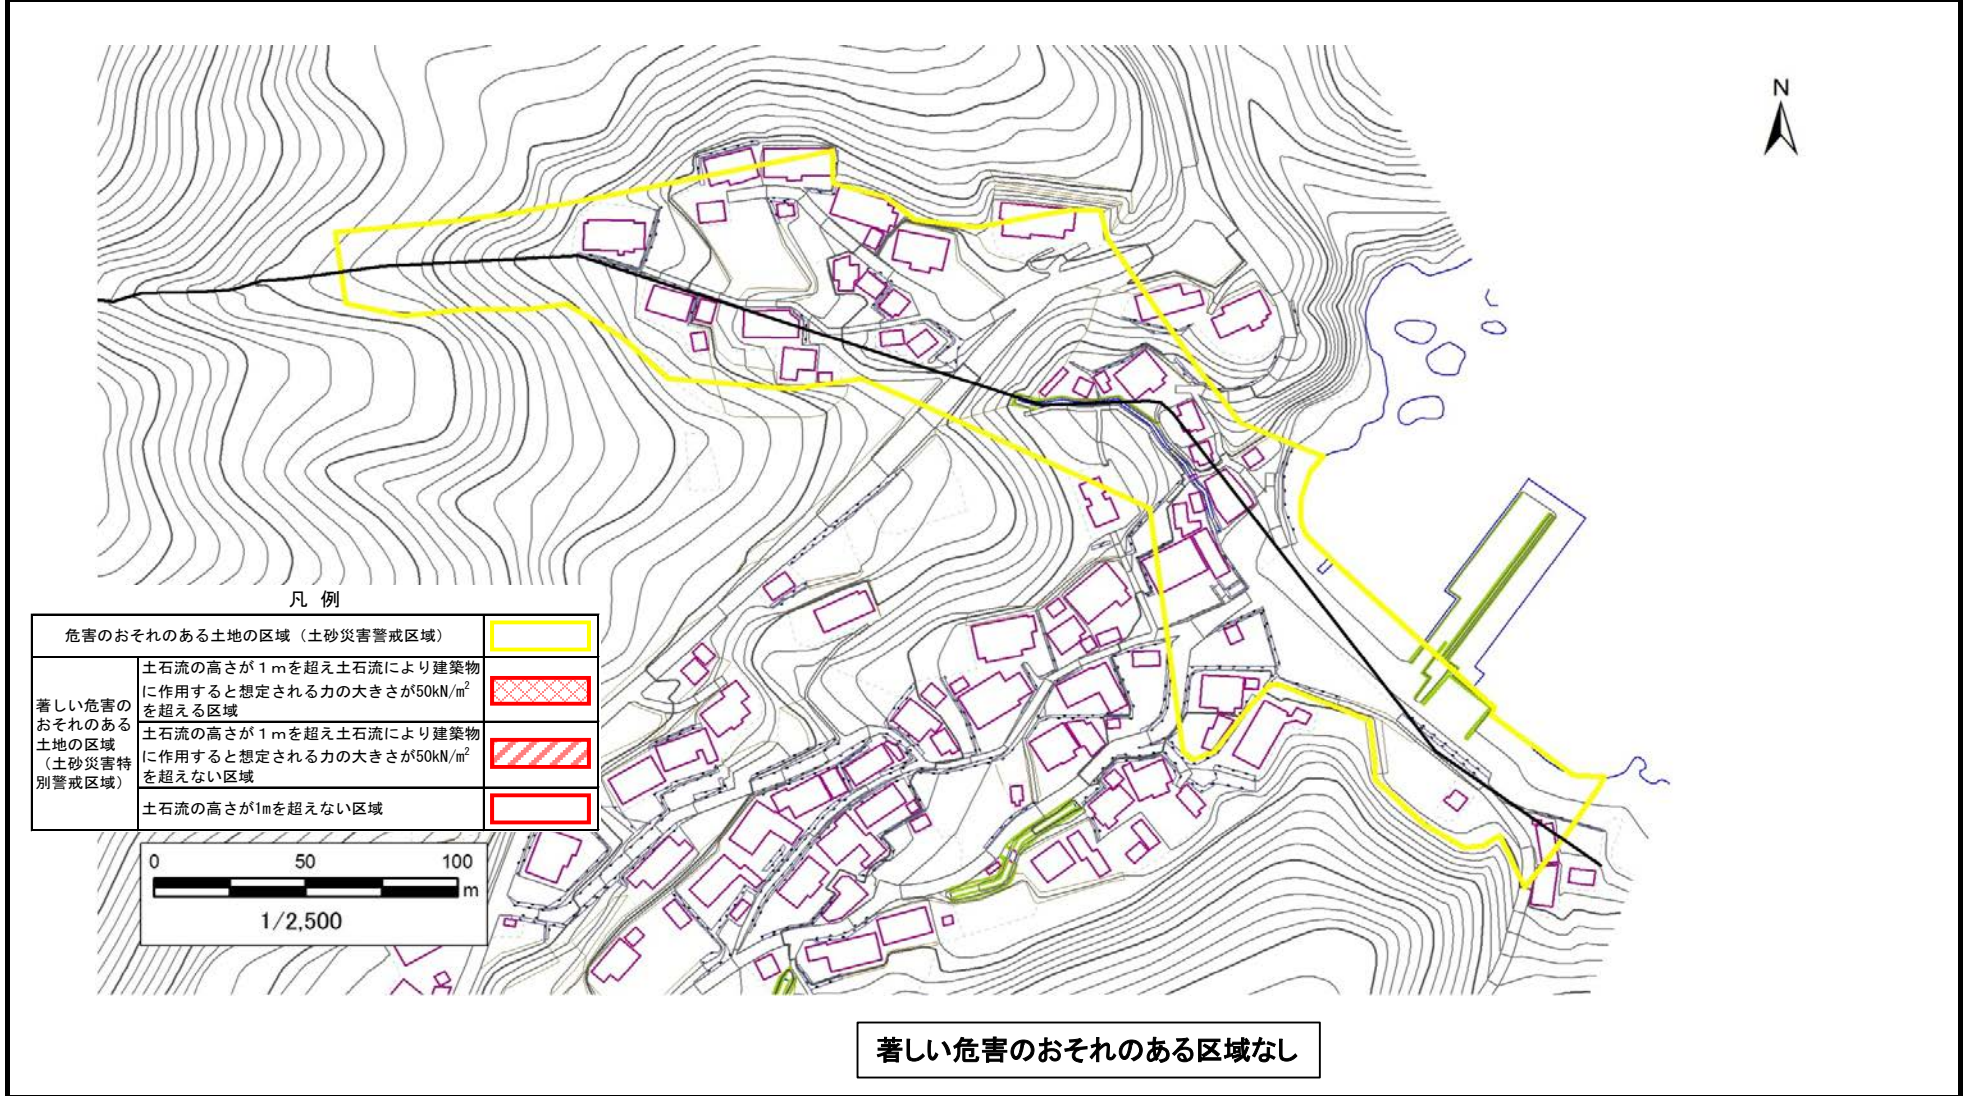 N
凡 例
危害のおそれのある土地の区域（土砂災害警戒区域）
著しい危害の
おそれのある
土地の区域
（土砂災害特
別警戒区域）
土石流の高さが１ｍを超え土石流により建築物
に作用すると想定される力の大きさが50kN/㎡
を超える区域
土石流の高さが１ｍを超え土石流により建築物
に作用すると想定される力の大きさが50kN/㎡
を超えない区域
土石流の高さが1mを超えない区域
0 50 100
m
1/2,500
著しい危害のおそれのある区域なし